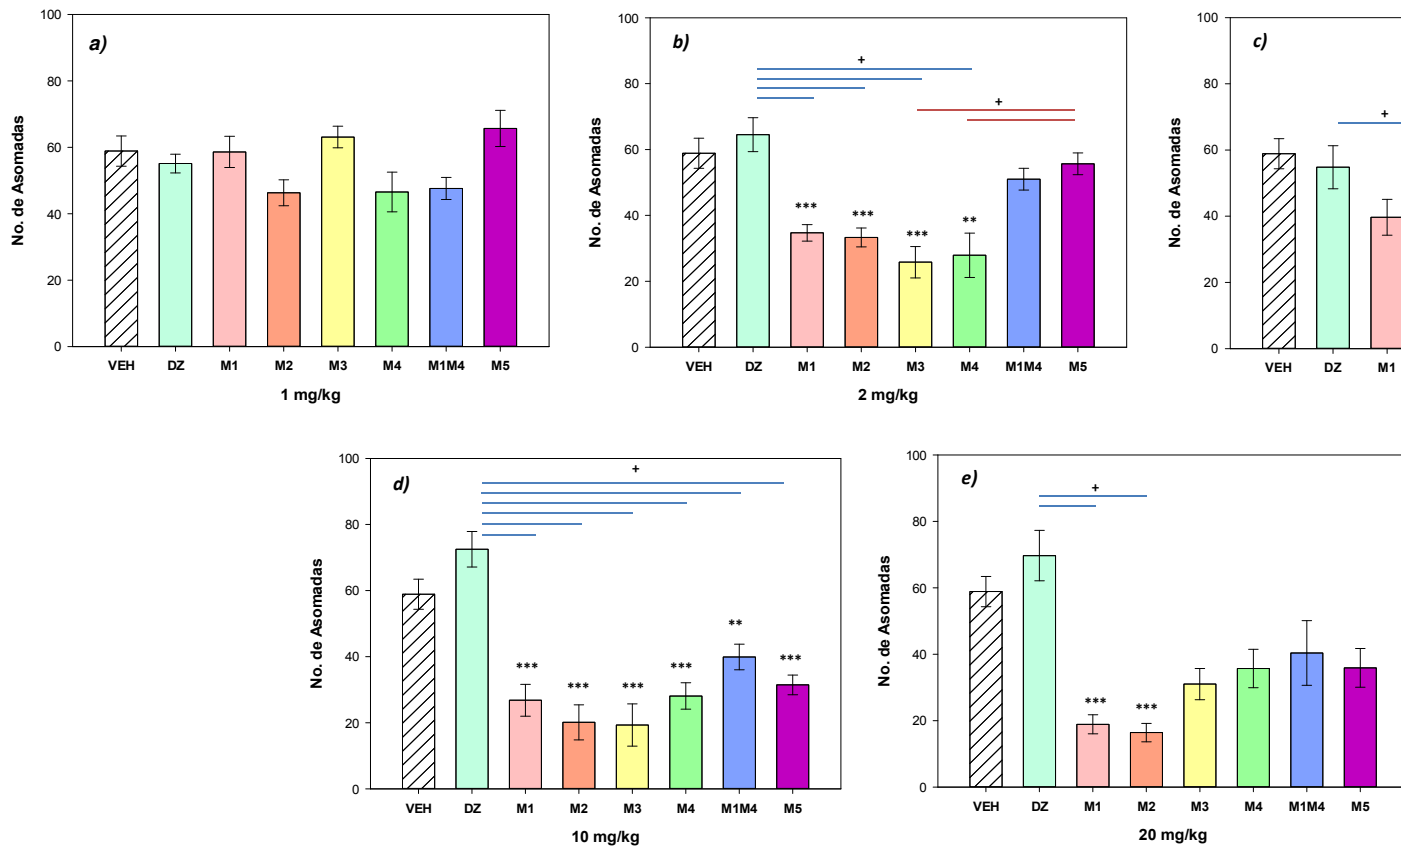 a)
100
80
60
40
20
0
No. de Asomadas
VEH DZ M1 M2 M3 M4 M1M4 M5
1 mg/kg
b)
100
80
60
40
20
0
No. de Asomadas
+
+
*** *** *** **
VEH DZ M1 M2 M3 M4 M1M4 M5
2 mg/kg
c)
100
80
60
40
20
0
No. de Asomadas
+
VEH DZ M1
d)
100
80
60
40
20
0
No. de Asomadas
+
*** *** *** *** ** ***
VEH DZ M1 M2 M3 M4 M1M4 M5
10 mg/kg
e)
100
80
60
40
20
0
No. de Asomadas
+
*** ***
VEH DZ M1 M2 M3 M4 M1M4 M5
20 mg/kg